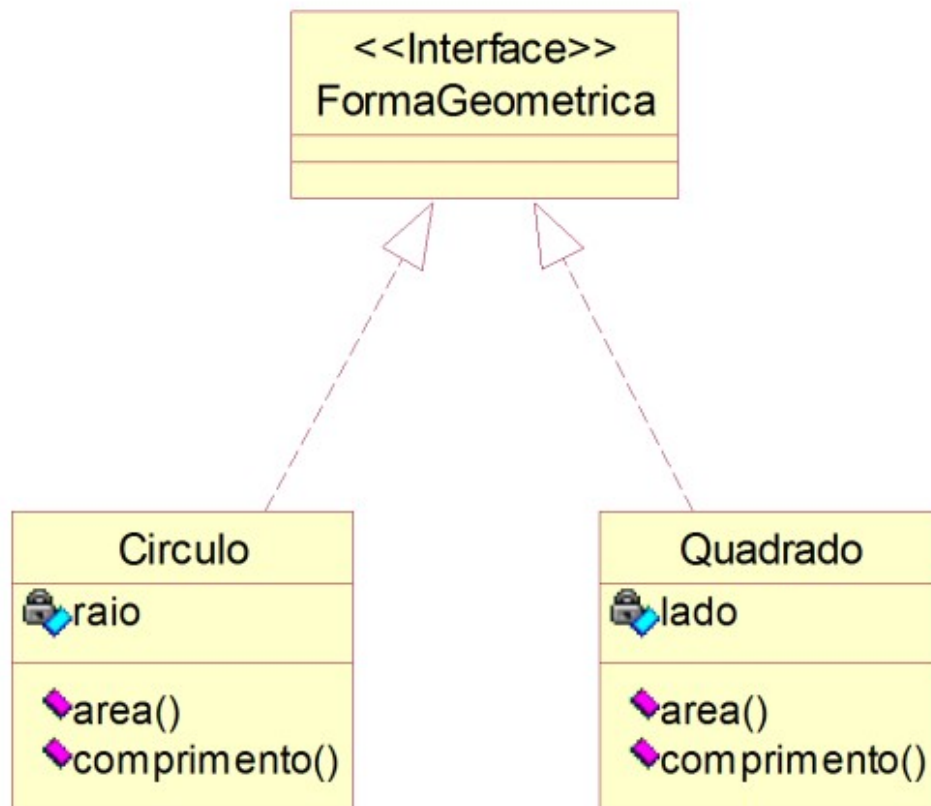 <<Interface>>
FormaGeometrica
Circulo
raio
area()
comprimento()
Quadrado
lado
area()
comprimento()